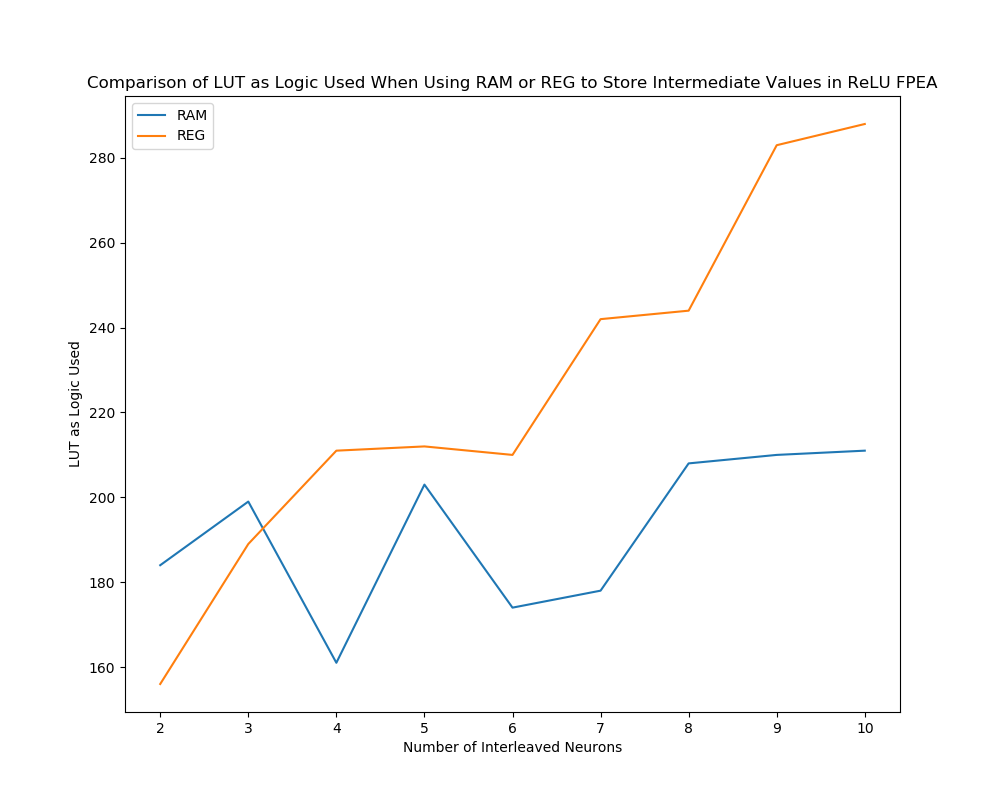 Comparison of LUT as Logic Used When Using RAM or REG to Store Intermediate Values in ReLU FPEA
RAM
REG
280
260
240
220
200
180
160
LUT as Logic Used
2 3 4 5 6 7 8 9 10
Number of Interleaved Neurons